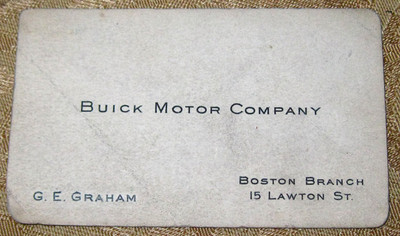 BUICK MOTOR COMPANY
G. E. GRAHAM
BOSTON BRANCH
15 LAWTON ST.